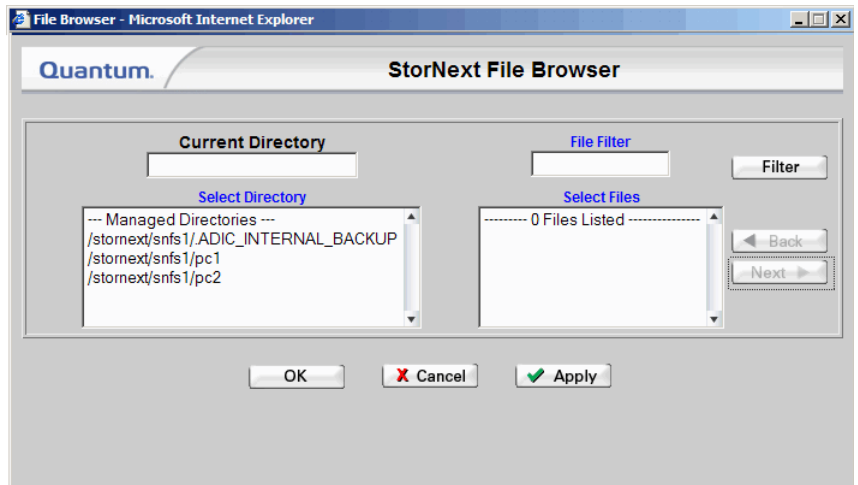 File Browser - Microsoft Internet Explorer
Quantum.
StorNext File Browser
Current Directory
File Filter
Filter
Select Directory
Select Files
--- Managed Directories ---
/stornext/snfs1/.ADIC_INTERNAL_BACKUP
/stornext/snfs1/pc1
/stornext/snfs1/pc2
--------- 0 Files Listed ---------------
Back
Next
OK
Cancel
Apply